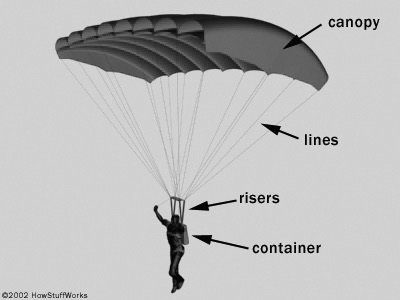 canopy
lines
risers
container
©2002 HowStuffWorks